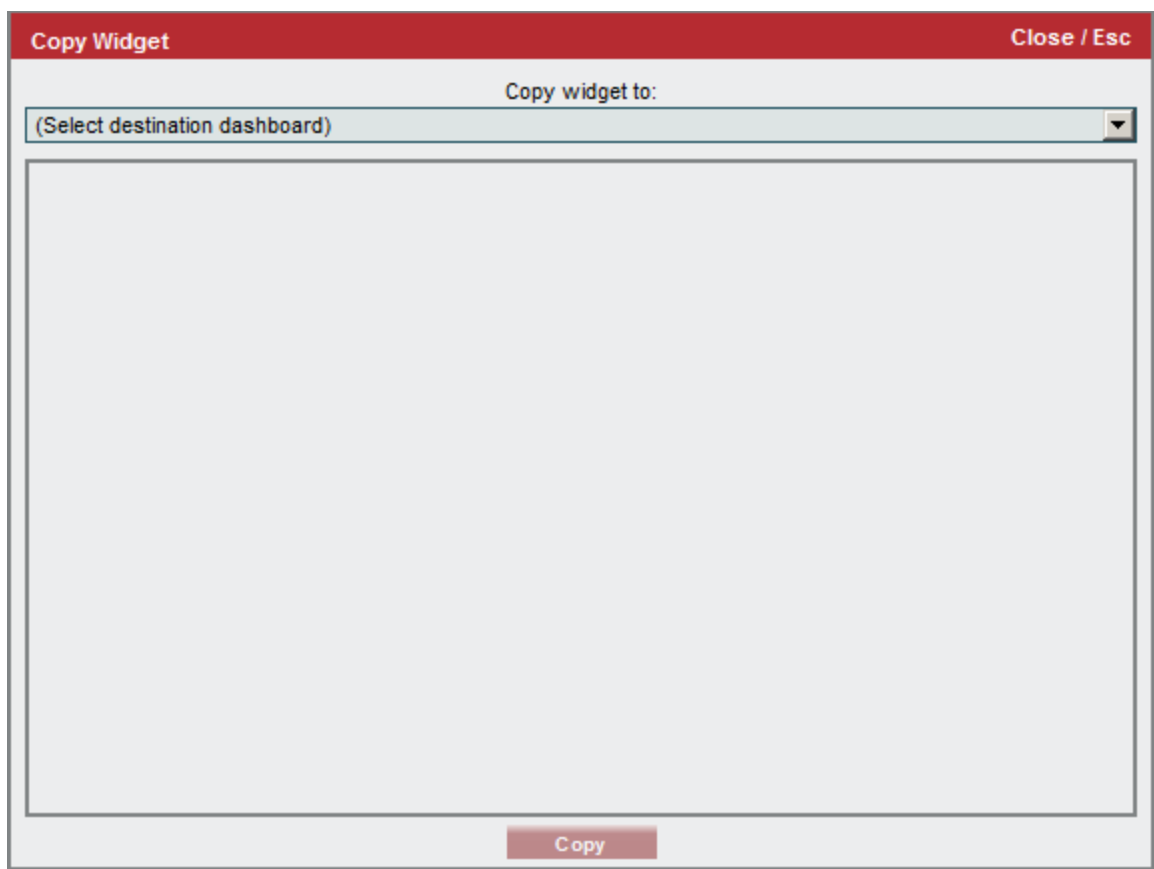 Copy Widget
Close / Esc
Copy widget to:
(Select destination dashboard)
Copy